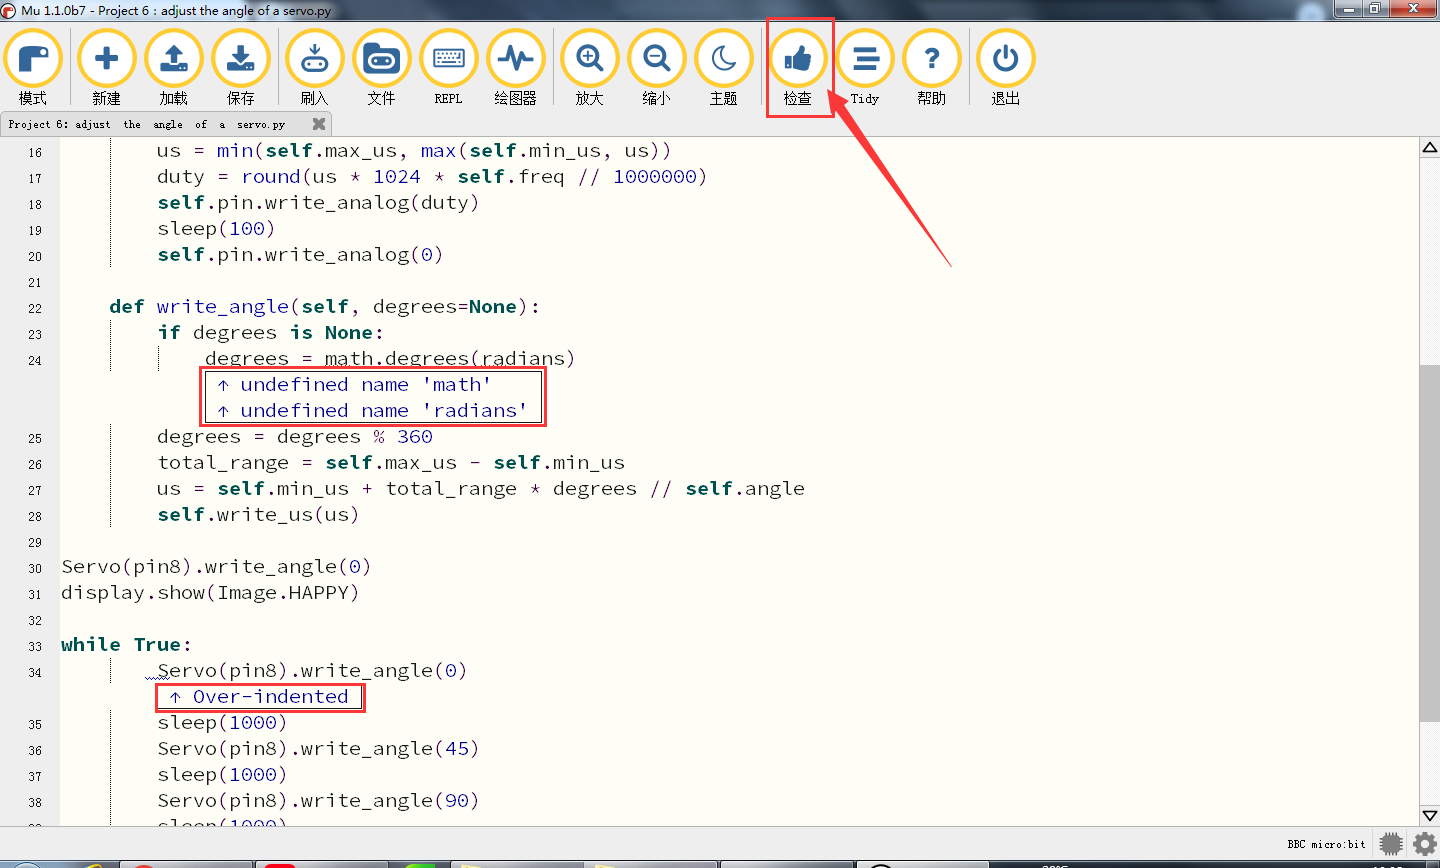 Mu 1.1.0b7 - Project 6 : adjust the angle of a servo.py
模式 新建 加载 保存 刷入 文件 REPL 绘图器 放大 缩小 主题 检查 Tidy 帮助 退出
Project 6: adjust the angle of a servo.py
16 us = min(self.max_us, max(self.min_us, us))
17 duty = round(us * 1024 * self.freq // 1000000)
18 self.pin.write_analog(duty)
19 sleep(100)
20 self.pin.write_analog(0)
21
22 def write_angle(self, degrees=None):
23 if degrees is None:
24 degrees = math.degrees(radians)
↑ undefined name 'math'
↑ undefined name 'radians'
25 degrees = degrees % 360
26 total_range = self.max_us - self.min_us
27 us = self.min_us + total_range * degrees // self.angle
28 self.write_us(us)
29
30 Servo(pin8).write_angle(0)
31 display.show(Image.HAPPY)
32
33 while True:
34 Servo(pin8).write_angle(0)
↑ Over-indented
35 sleep(1000)
36 Servo(pin8).write_angle(45)
37 sleep(1000)
38 Servo(pin8).write_angle(90)
sleep(1000)
BBC micro:bit